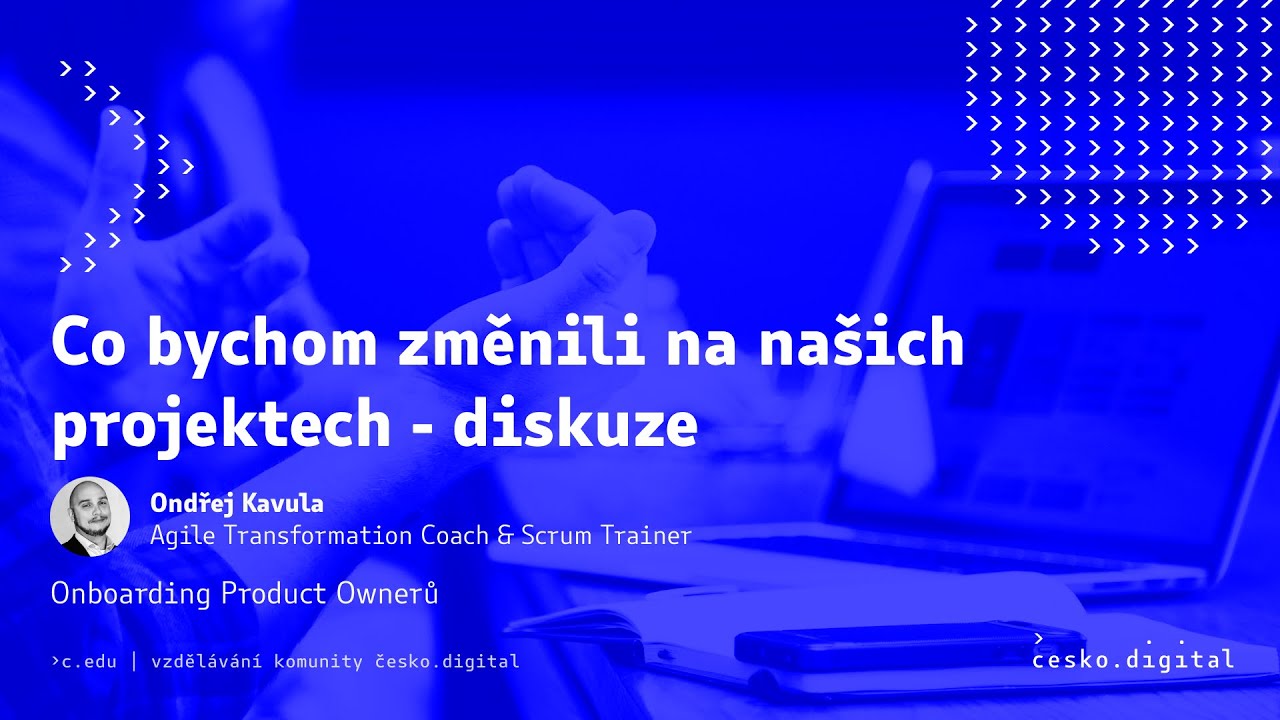 Co bychom změnili na našich
projektech - diskuze
Ondřej Kavula
Agile Transformation Coach & Scrum Trainer
Onboarding Product Ownerů
>c.edu | vzdělávání komunity česko.digital
česko.digital